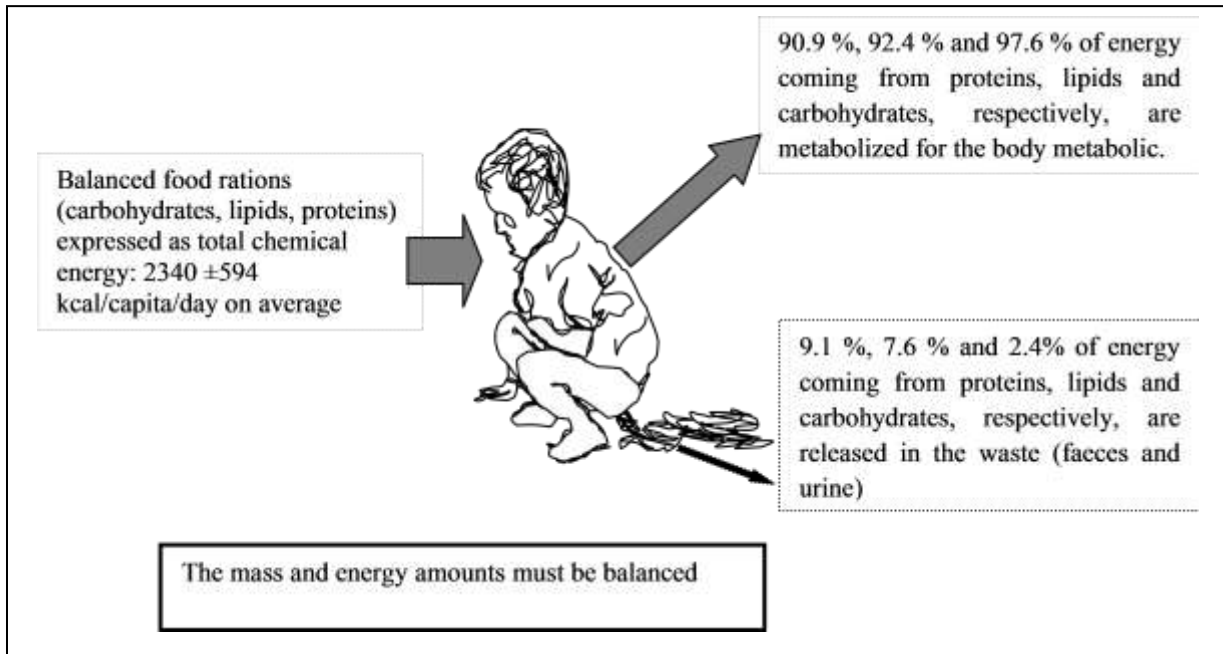 90.9 %, 92.4 % and 97.6 % of energy
coming from proteins, lipids and
carbohydrates, respectively, are
metabolized for the body metabolic.
Balanced food rations
(carbohydrates, lipids, proteins)
expressed as total chemical
energy: 2340 ±594
kcal/capita/day on average
9.1 %, 7.6 % and 2.4% of energy
coming from proteins, lipids and
carbohydrates, respectively, are
released in the waste (faeces and
urine)
The mass and energy amounts must be balanced